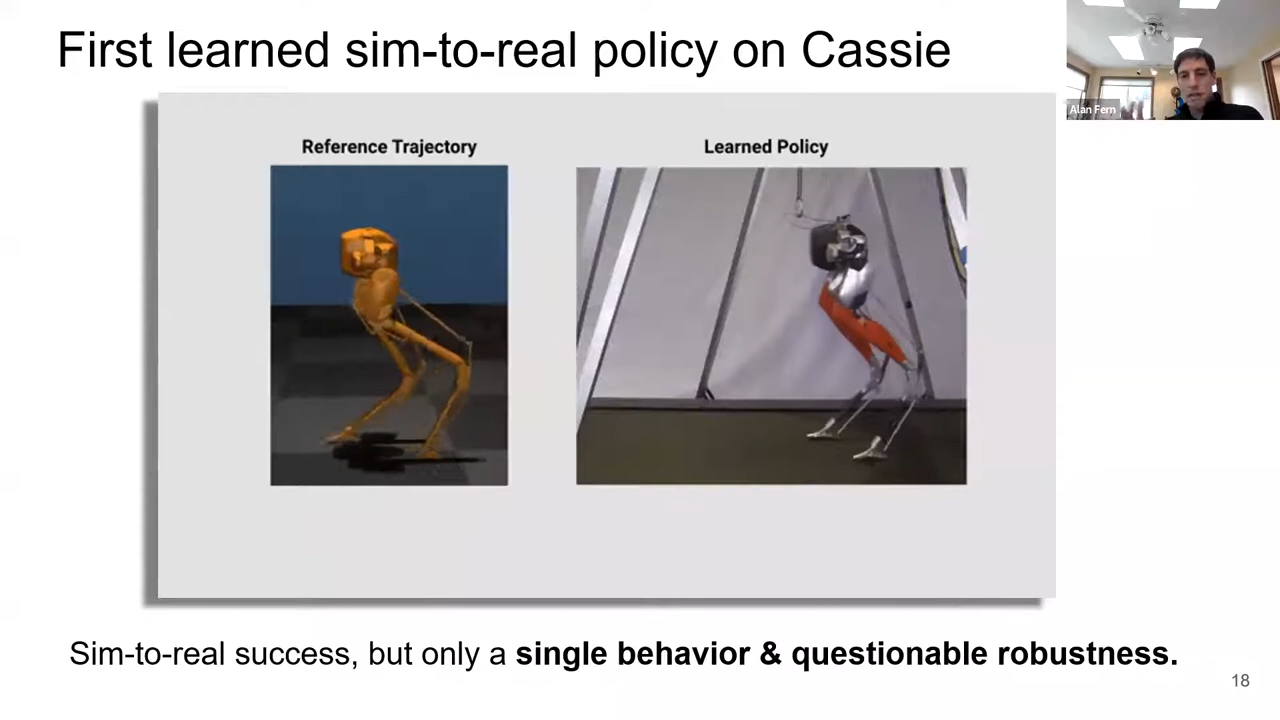 First learned sim-to-real policy on Cassie
Alan Fern
Reference Trajectory
Learned Policy
Sim-to-real success, but only a single behavior & questionable robustness.
18